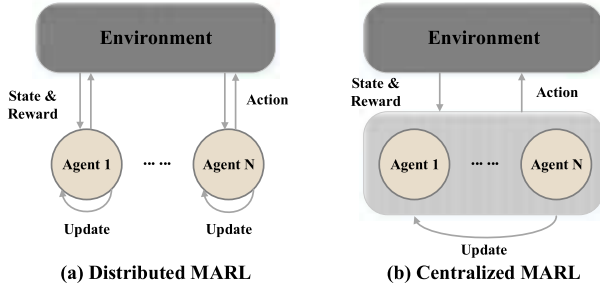 Environment
State &
Reward
Action
Agent 1
... ...
Agent N
Update
Update
(a) Distributed MARL
Environment
State &
Reward
Action
Agent 1
... ...
Agent N
Update
(b) Centralized MARL